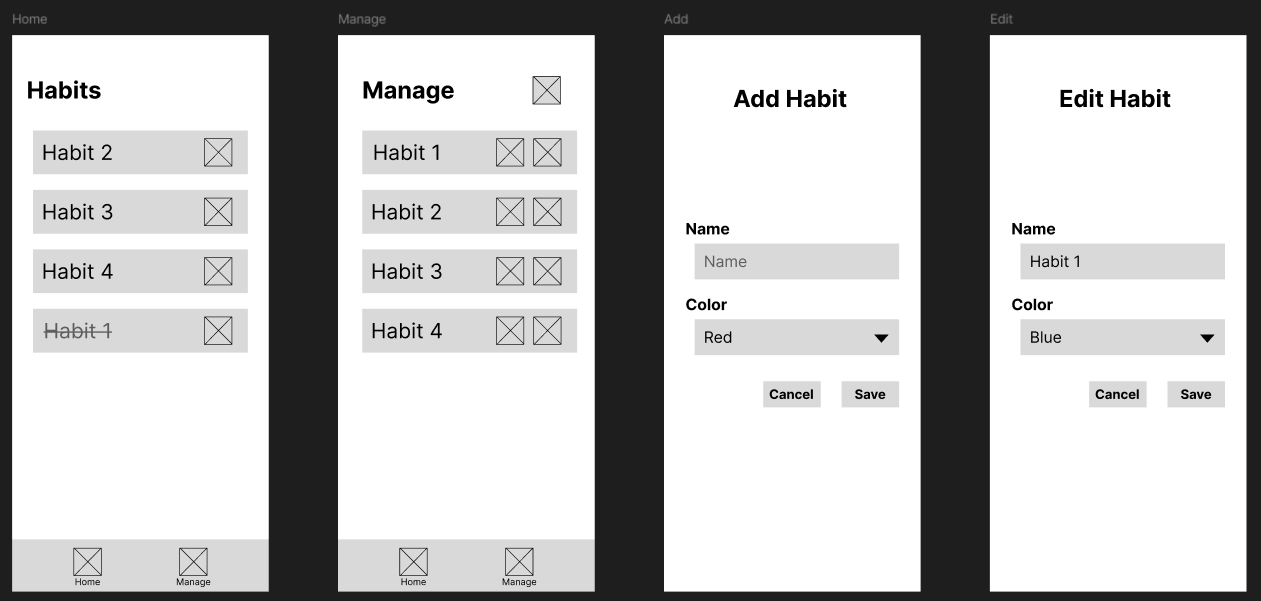 Home
Habits
Habit 2
Habit 3
Habit 4
Habit 1
Home
Manage
Manage
Manage
Habit 1
Habit 2
Habit 3
Habit 4
Home
Manage
Add
Add Habit
Name
Name
Color
Red
Cancel
Save
Edit
Edit Habit
Name
Habit 1
Color
Blue
Cancel
Save